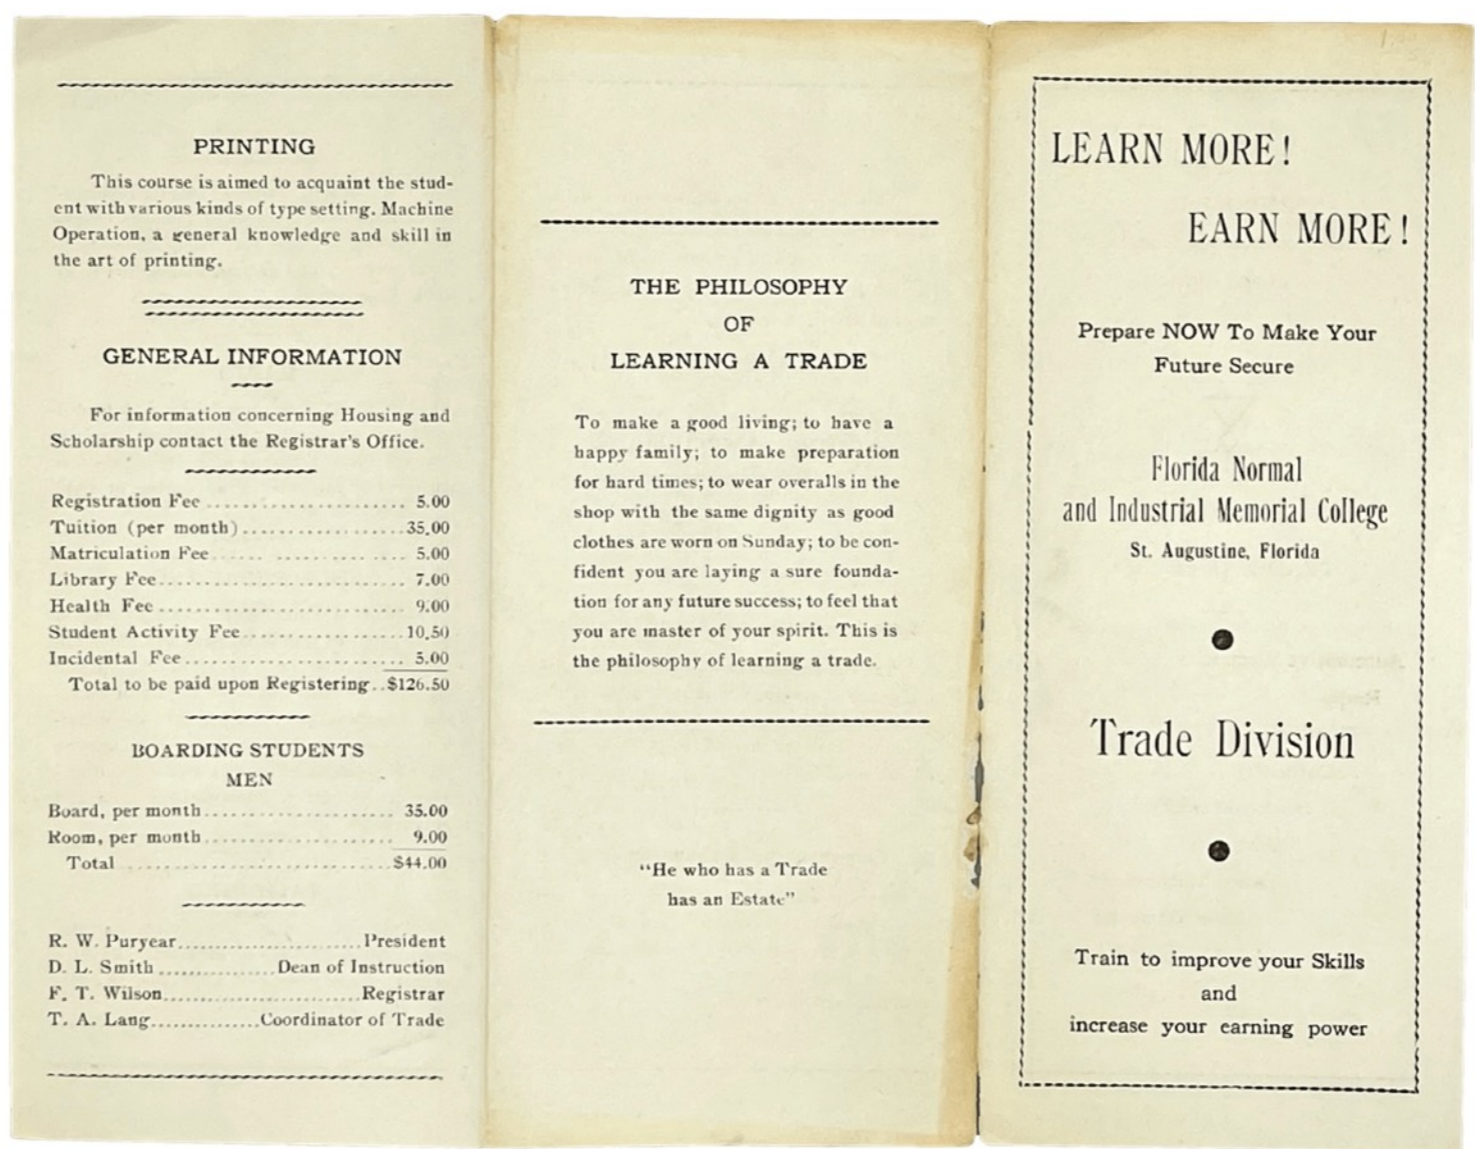 PRINTING
This course is aimed to acquaint the stud-
ent with various kinds of type setting. Machine
Operation, a general knowledge and skill in
the art of printing.
GENERAL INFORMATION
For information concerning Housing and
Scholarship contact the Registrar's Office.
Registration Fee ........................ 5.00
Tuition (per month) .................... 35.00
Matriculation Fee ...... ................ 5.00
Library Fee .............................. 7.00
Health Fee .............................. 9.00
Student Activity Fee ................... 10.50
Incidental Fee ........................... 5.00
Total to be paid upon Registering .. $126.50
BOARDING STUDENTS
MEN
Board, per month ....................... 35.00
Room, per month ....................... 9.00
Total ................................. $44.00
R. W. Puryear ........................ President
D. L. Smith ............... Dean of Instruction
F. T. Wilson ......................... Registrar
T. A. Lang ............... Coordinator of Trade
THE PHILOSOPHY
OF
LEARNING A TRADE
To make a good living; to have a
happy family; to make preparation
for hard times; to wear overalls in the
shop with the same dignity as good
clothes are worn on Sunday; to be con-
fident you are laying a sure founda-
tion for any future success; to feel that
you are master of your spirit. This is
the philosophy of learning a trade.
"He who has a Trade
has an Estate"
LEARN MORE!
EARN MORE!
Prepare NOW To Make Your
Future Secure
Florida Normal
and Industrial Memorial College
St. Augustine, Florida
Trade Division
Train to improve your Skills
and
increase your earning power